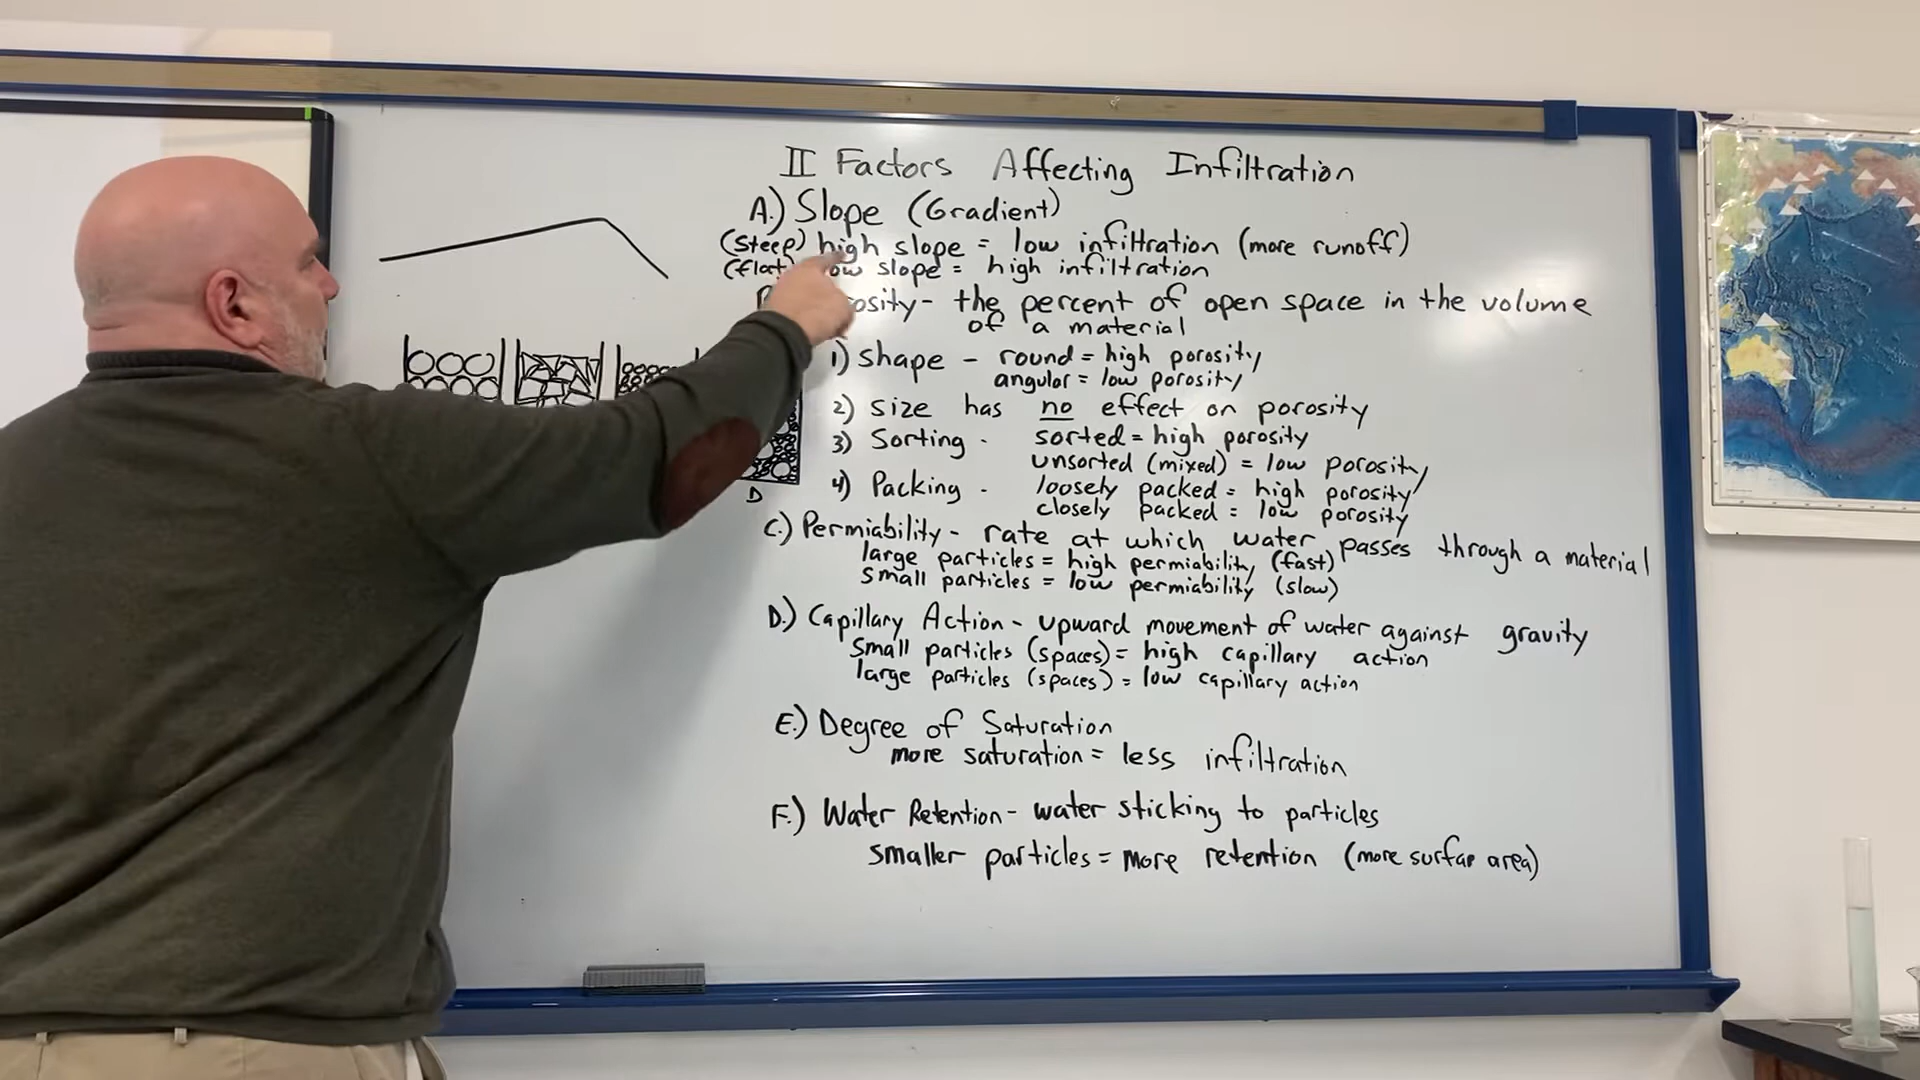 II Factors Affecting Infiltration
A.) Slope (Gradient)
(Steep) high slope = low infiltration (more runoff)
(flat) low slope = high infiltration
osity - the percent of open space in the volume
of a material
1) Shape - round = high porosity
angular = low porosity
2) Size has no effect on porosity
3) Sorting - sorted = high porosity
unsorted (mixed) = low porosity
4) Packing - loosely packed = high porosity
closely packed = low porosity
D
C.) Permiability - rate at which water passes through a material
large particles = high permiability (fast)
small particles = low permiability (slow)
D.) Capillary Action - upward movement of water against gravity
small particles (spaces) = high capillary action
large particles (spaces) = low capillary action
E.) Degree of Saturation
more saturation = less infiltration
F.) Water Retention - water sticking to particles
smaller particles = more retention (more surfac area)